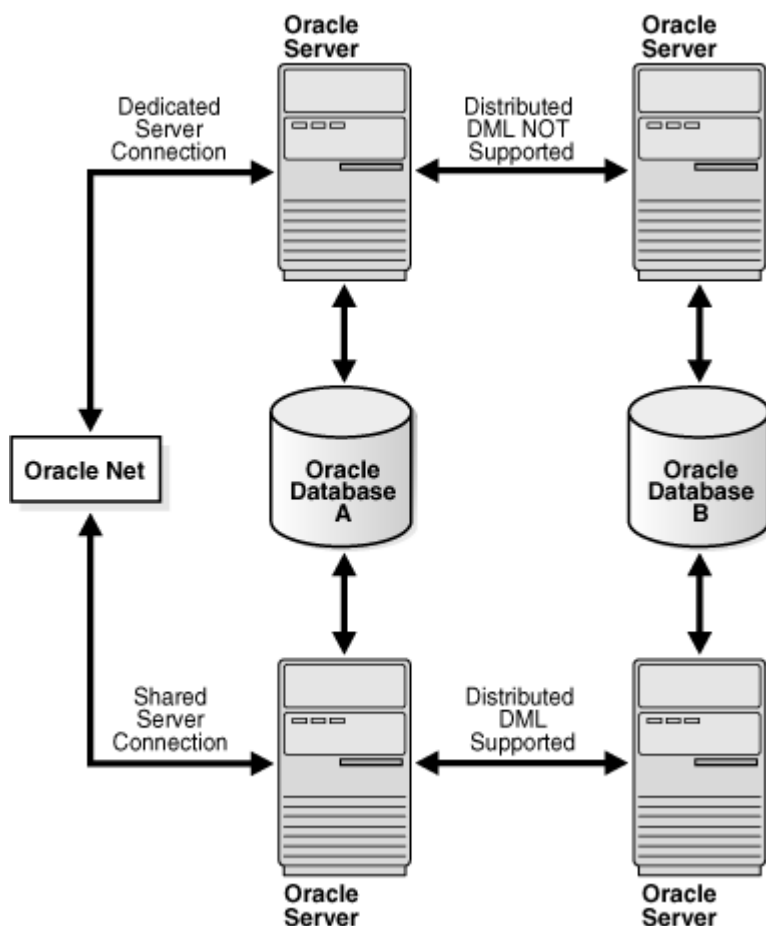 Oracle
Server
Oracle
Server
Dedicated
Server
Connection
Distributed
DML NOT
Supported
Oracle Net
Oracle
Database
A
Oracle
Database
B
Shared
Server
Connection
Distributed
DML
Supported
Oracle
Server
Oracle
Server